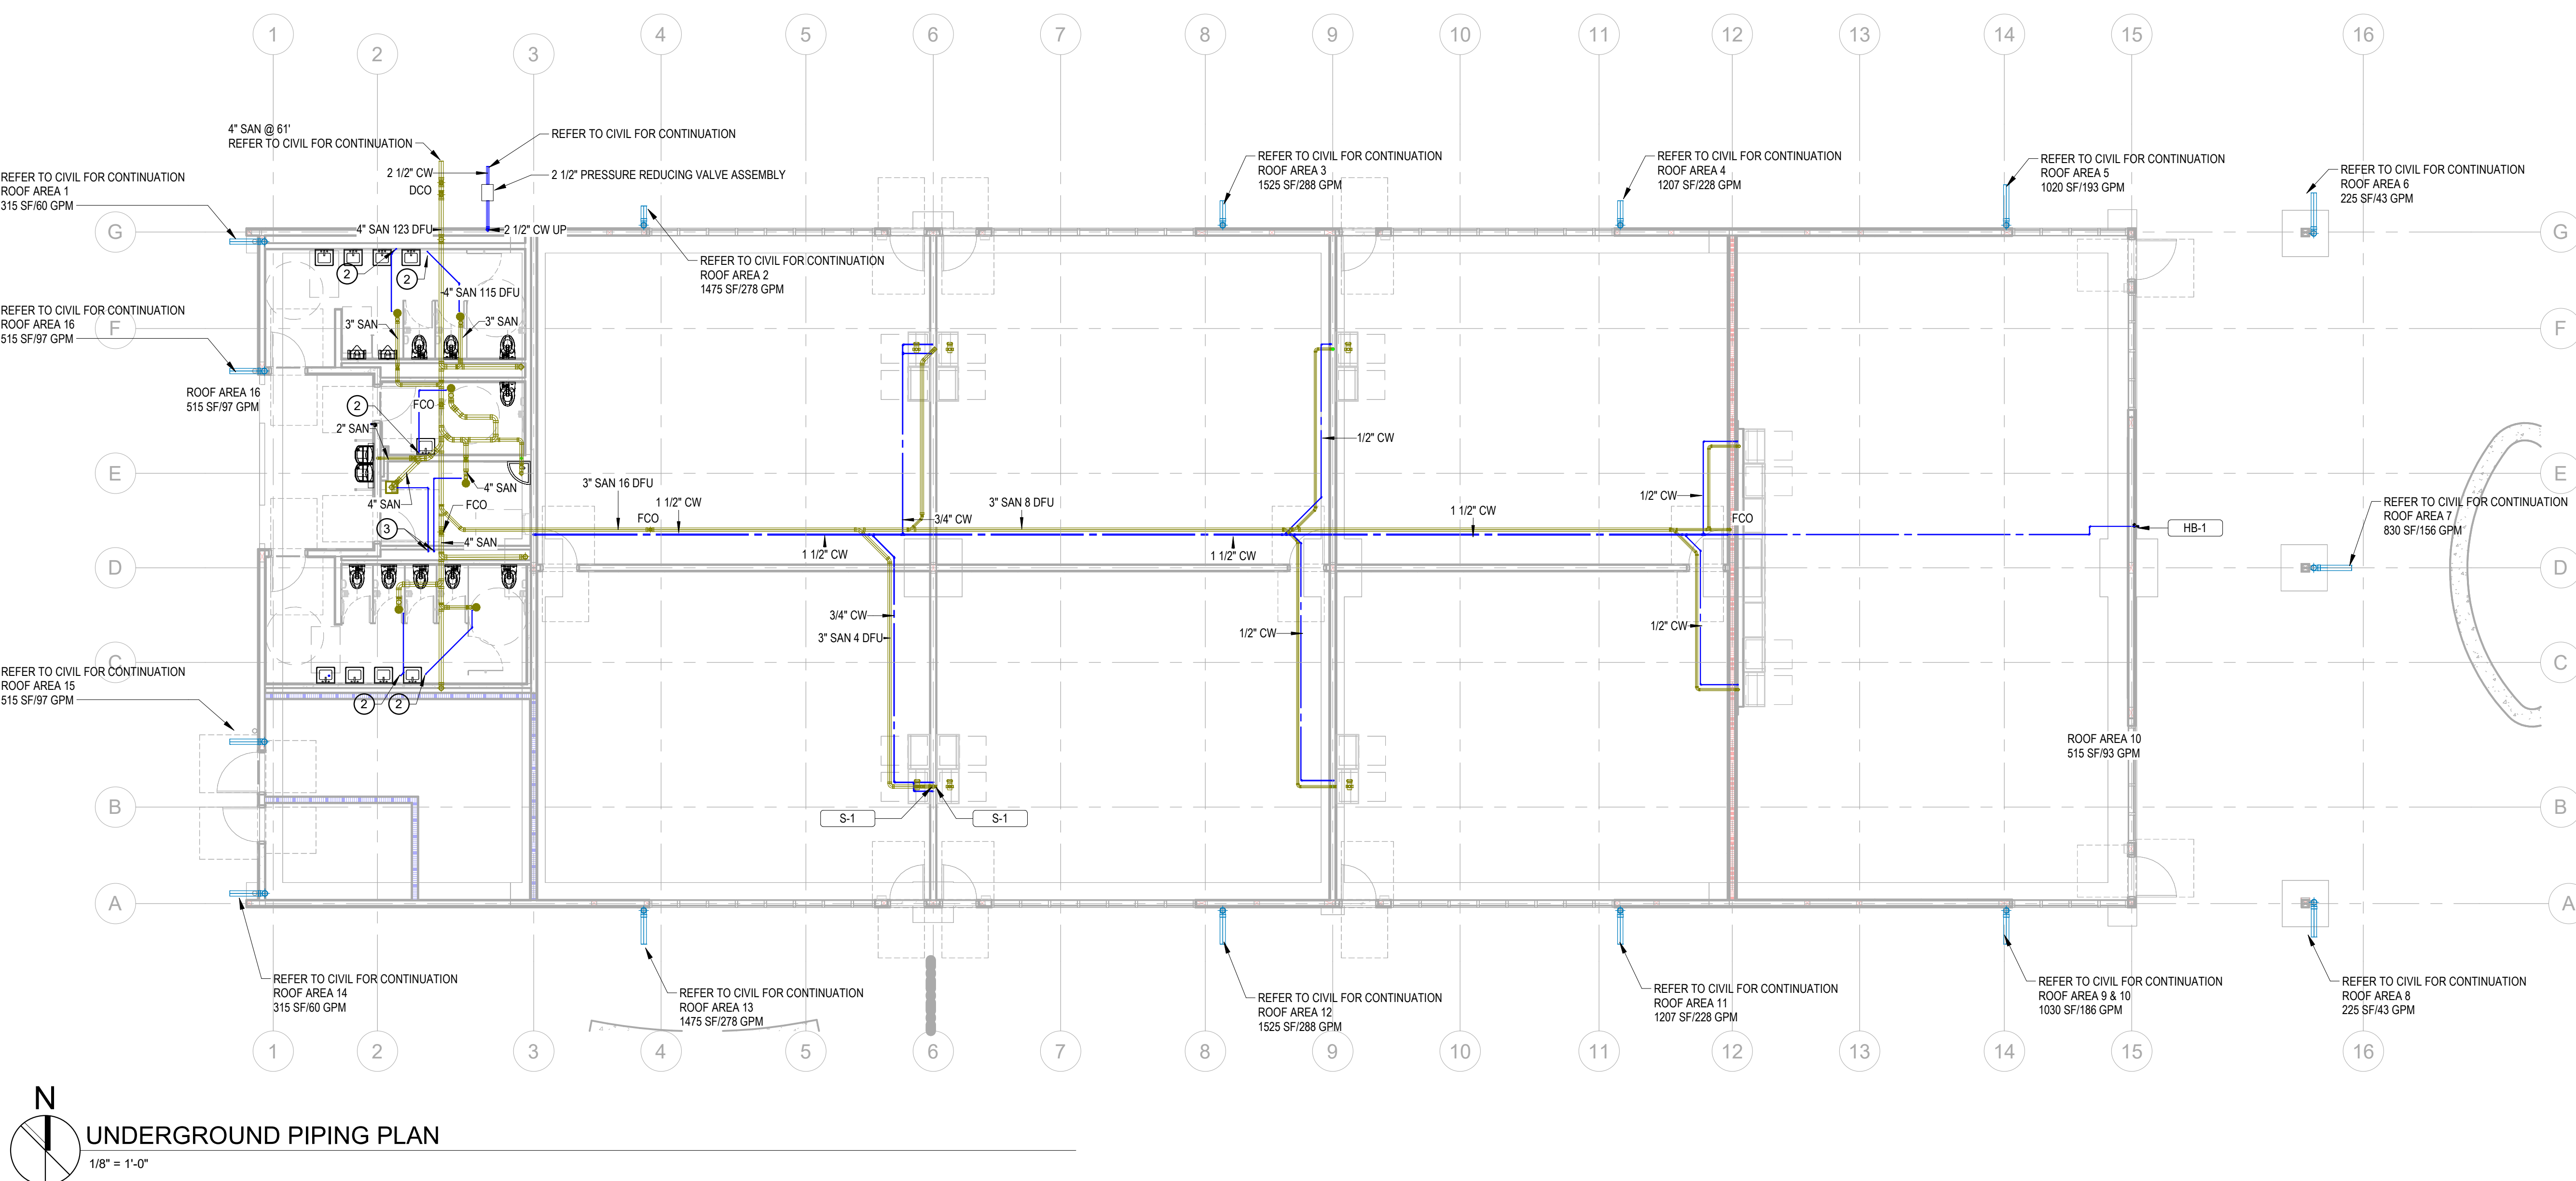 1
2
3
4
5
6
7
8
9
10
11
12
13
14
15
16
4" SAN @ 61'
REFER TO CIVIL FOR CONTINUATION
REFER TO CIVIL FOR CONTINUATION
2 1/2" CW
DCO
2 1/2" PRESSURE REDUCING VALVE ASSEMBLY
REFER TO CIVIL FOR CONTINUATION
ROOF AREA 1
315 SF/60 GPM
REFER TO CIVIL FOR CONTINUATION
ROOF AREA 3
1525 SF/288 GPM
REFER TO CIVIL FOR CONTINUATION
ROOF AREA 4
1207 SF/228 GPM
REFER TO CIVIL FOR CONTINUATION
ROOF AREA 5
1020 SF/193 GPM
REFER TO CIVIL FOR CONTINUATION
ROOF AREA 6
225 SF/43 GPM
G
4" SAN 123 DFU
2 1/2" CW UP
G
REFER TO CIVIL FOR CONTINUATION
ROOF AREA 2
1475 SF/278 GPM
2
2
4" SAN 115 DFU
REFER TO CIVIL FOR CONTINUATION
ROOF AREA 16
515 SF/97 GPM
F
3" SAN
3" SAN
F
ROOF AREA 16
515 SF/97 GPM
2
FCO
2" SAN
1/2" CW
E
E
4" SAN
4" SAN
FCO
3" SAN 16 DFU
1 1/2" CW
FCO
3/4" CW
3" SAN 8 DFU
1 1/2" CW
1/2" CW
FCO
REFER TO CIVIL FOR CONTINUATION
ROOF AREA 7
830 SF/156 GPM
HB-1
3
4" SAN
1 1/2" CW
1 1/2" CW
D
D
3/4" CW
3" SAN 4 DFU
1/2" CW
1/2" CW
C
C
REFER TO CIVIL FOR CONTINUATION
ROOF AREA 15
515 SF/97 GPM
2
2
ROOF AREA 10
515 SF/93 GPM
B
B
S-1
S-1
A
A
REFER TO CIVIL FOR CONTINUATION
ROOF AREA 14
315 SF/60 GPM
REFER TO CIVIL FOR CONTINUATION
ROOF AREA 13
1475 SF/278 GPM
REFER TO CIVIL FOR CONTINUATION
ROOF AREA 12
1525 SF/288 GPM
REFER TO CIVIL FOR CONTINUATION
ROOF AREA 11
1207 SF/228 GPM
REFER TO CIVIL FOR CONTINUATION
ROOF AREA 9 & 10
1030 SF/186 GPM
REFER TO CIVIL FOR CONTINUATION
ROOF AREA 8
225 SF/43 GPM
1
2
3
4
5
6
7
8
9
10
11
12
13
14
15
16
N
UNDERGROUND PIPING PLAN
1/8" = 1'-0"